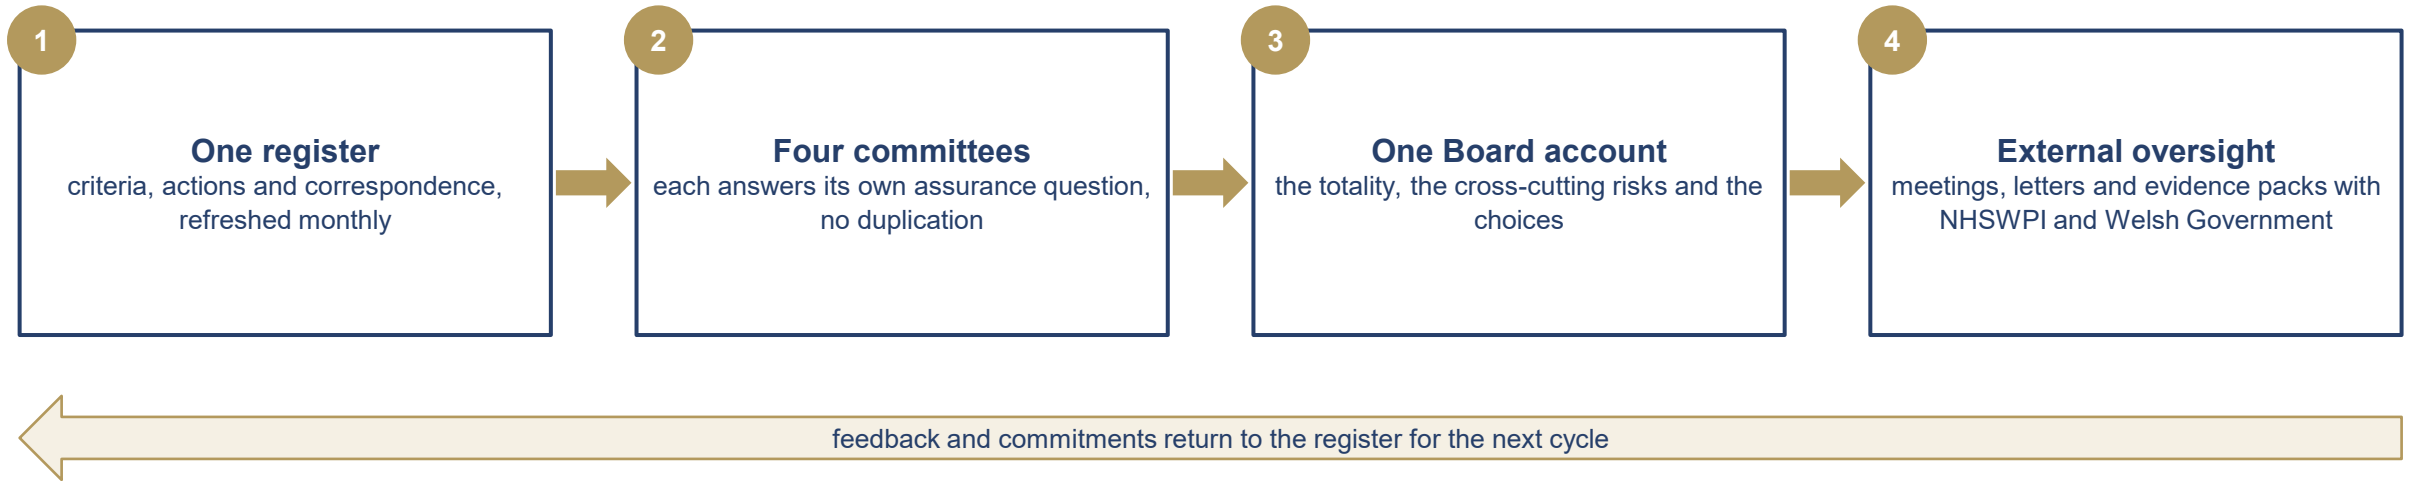 1
One register
criteria, actions and correspondence,
refreshed monthly
2
Four committees
each answers its own assurance question,
no duplication
3
One Board account
the totality, the cross-cutting risks and the
choices
4
External oversight
meetings, letters and evidence packs with
NHSWPI and Welsh Government
feedback and commitments return to the register for the next cycle